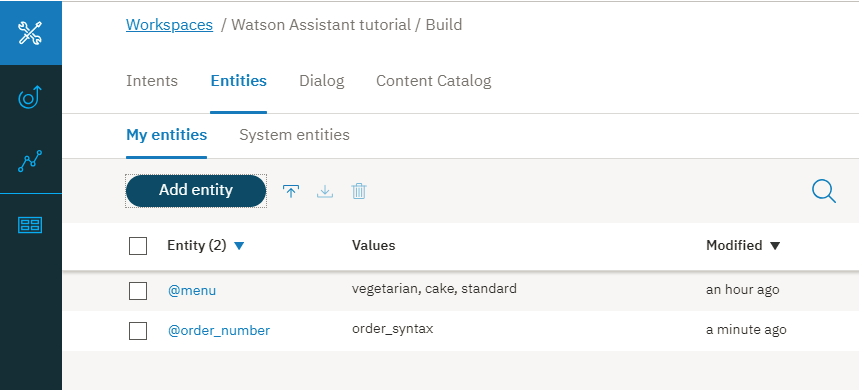 Workspaces / Watson Assistant tutorial / Build
Intents Entities Dialog Content Catalog
My entities System entities
Add entity
Entity (2) Values Modified
@menu vegetarian, cake, standard an hour ago
@order_number order_syntax a minute ago